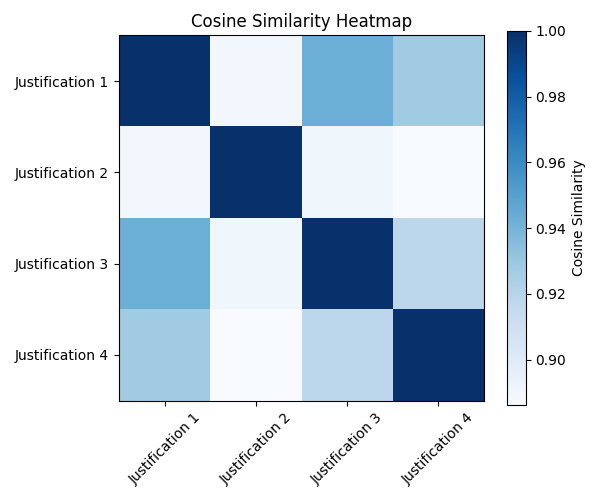 Cosine Similarity Heatmap
Justification 1
Justification 2
Justification 3
Justification 4
Justification 1
Justification 2
Justification 3
Justification 4
1.00
0.98
0.96
0.94
0.92
0.90
Cosine Similarity